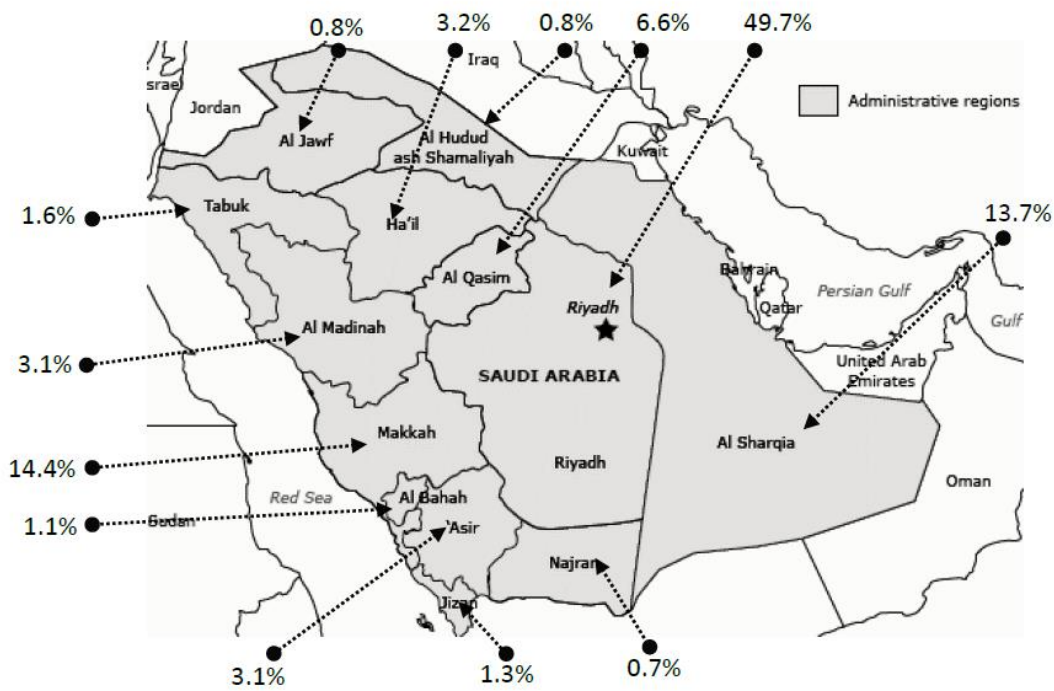 0.8%
3.2%
0.8%
6.6%
49.7%
Iraq
srael
Jordan
Administrative regions
Al Jawf
Al Hudud
ash Shamaliyah
Kuwait
1.6%
Tabuk
13.7%
Ha'il
Al Qasim
Bahrain
Persian Gulf
Qatar
Riyadh
Gulf
Al Madinah
3.1%
SAUDI ARABIA
United Arab
Emirates
Makkah
Al Sharqia
14.4%
Riyadh
Oman
Red Sea
Al Bahah
1.1%
Sudan
'Asir
Najran
Jizan
3.1%
1.3%
0.7%